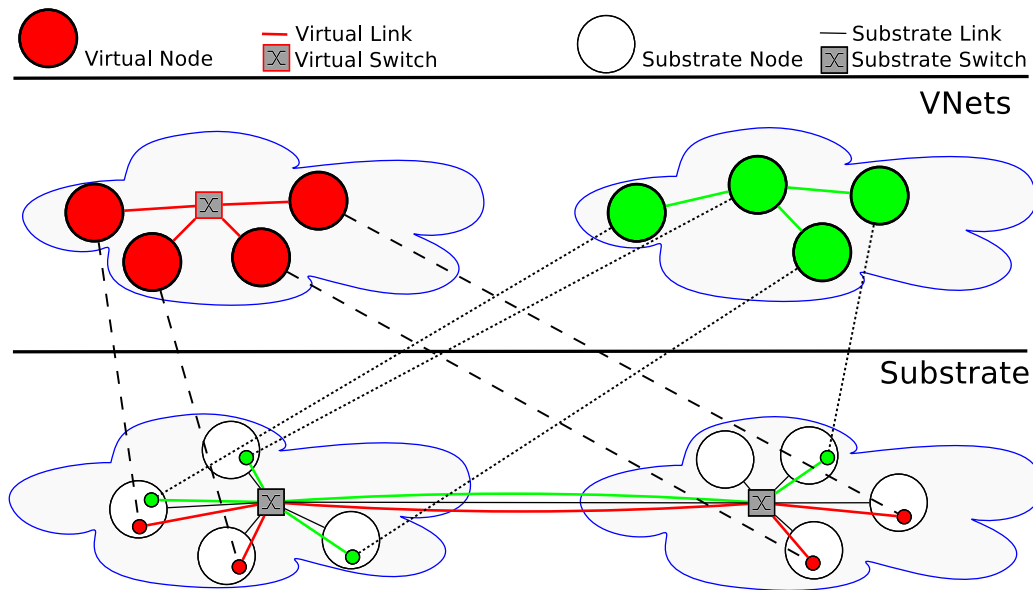 Virtual Node
Virtual Link
Virtual Switch
Substrate Node
Substrate Link
Substrate Switch
VNets
Substrate